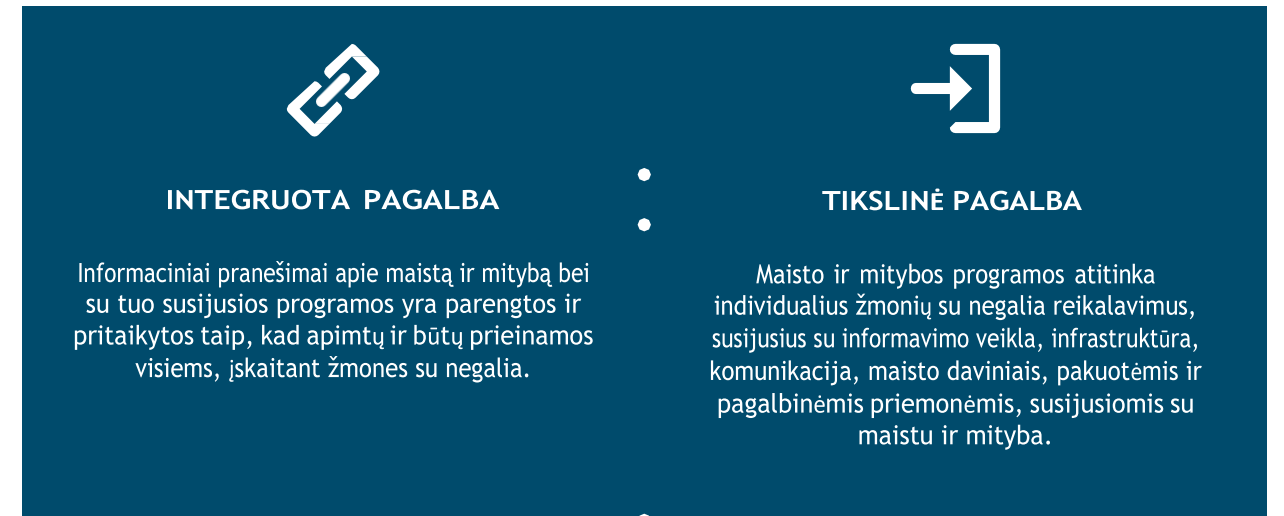 INTEGRUOTA PAGALBA
Informaciniai pranešimai apie maistą ir mitybą bei
su tuo susijusios programos yra parengtos ir
pritaikytos taip, kad apimtų ir būtų prieinamos
visiems, įskaitant žmones su negalia.
TIKSLINĖ PAGALBA
Maisto ir mitybos programos atitinka
individualius žmonių su negalia reikalavimus,
susijusius su informavimo veikla, infrastruktūra,
komunikacija, maisto daviniais, pakuotėmis ir
pagalbinėmis priemonėmis, susijusiomis su
maistu ir mityba.